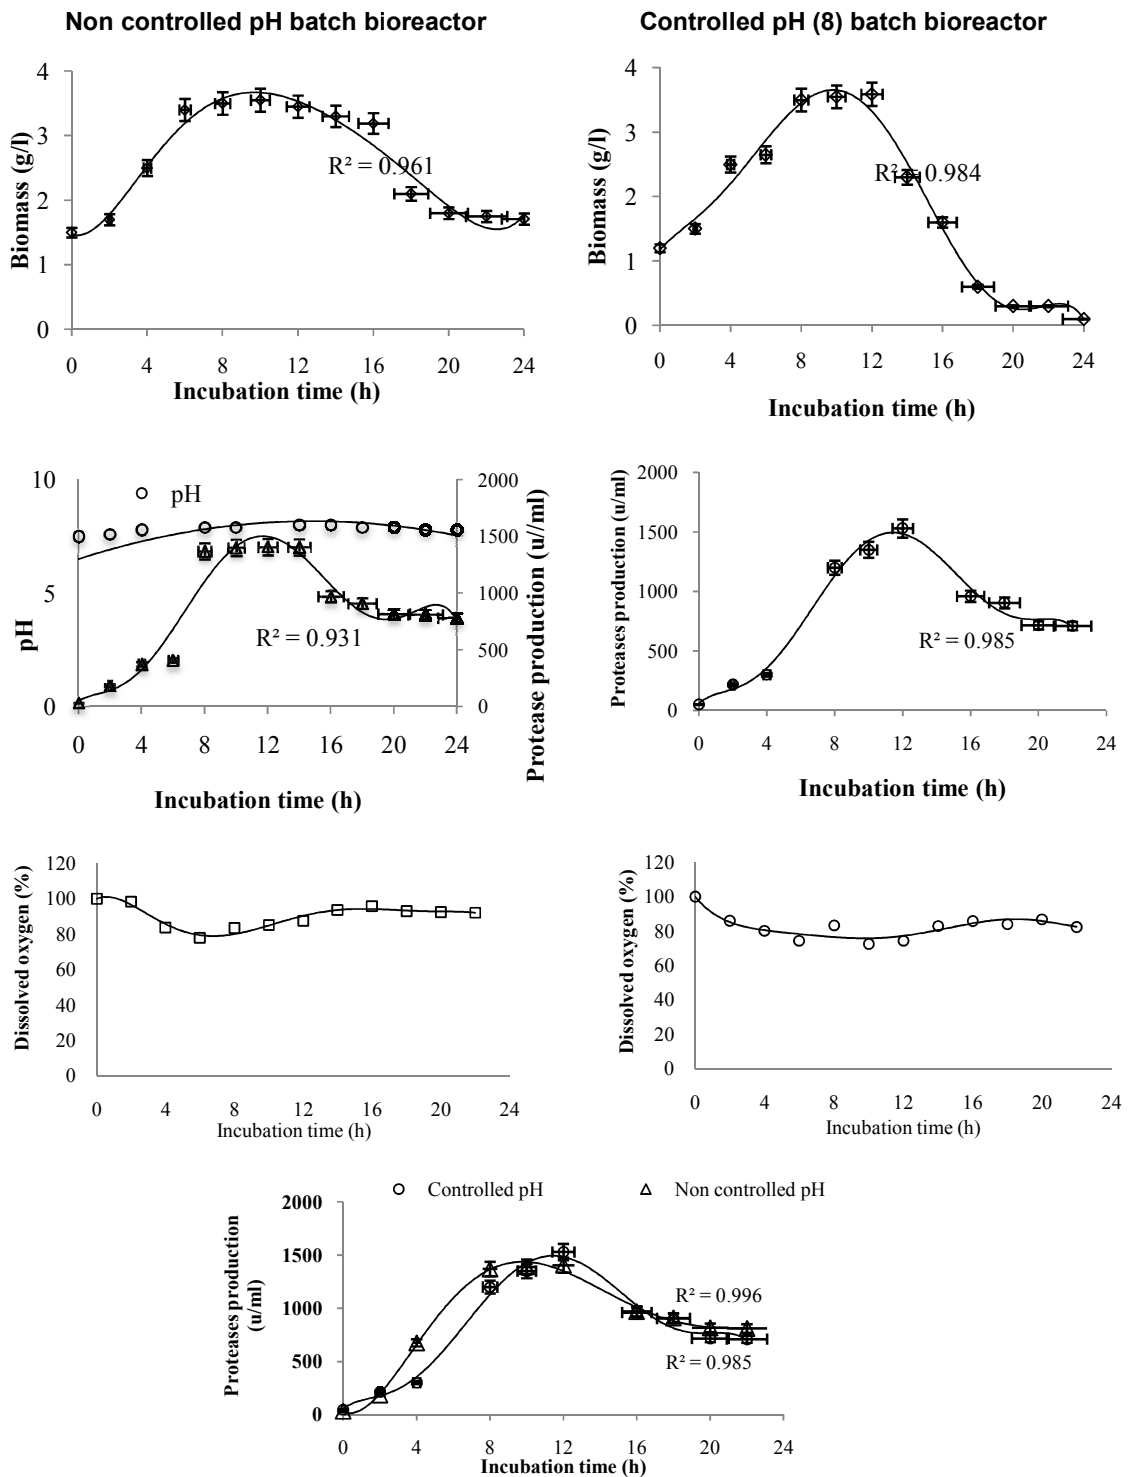 Non controlled pH batch bioreactor
Controlled pH (8) batch bioreactor
4
3
2
1
0
Biomass (g/l)
R² = 0.961
0 4 8 12 16 20 24
Incubation time (h)
4
3
2
1
0
Biomass (g/l)
R² = 0.984
0 4 8 12 16 20 24
Incubation time (h)
10
5
0
pH
pH
R² = 0.931
2000
1500
1000
500
0
Protease production (u//ml)
0 4 8 12 16 20 24
Incubation time (h)
2000
1500
1000
500
0
Proteases production (u/ml)
R² = 0.985
0 4 8 12 16 20 24
Incubation time (h)
120
100
80
60
40
20
0
Dissolved oxygen (%)
0 4 8 12 16 20 24
Incubation time (h)
120
100
80
60
40
20
0
Dissolved oxygen (%)
0 4 8 12 16 20 24
Incubation time (h)
Controlled pH
Non controlled pH
2000
1500
1000
500
0
Proteases production
(u/ml)
R² = 0.996
R² = 0.985
0 4 8 12 16 20 24
Incubation time (h)